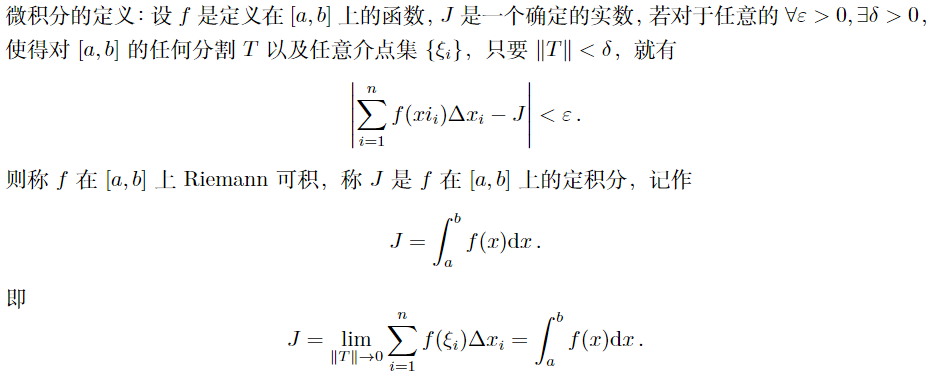 微积分的定义：设 f 是定义在 [a, b] 上的函数，J 是一个确定的实数，若对于任意的 ∀ε > 0, ∃δ > 0,
使得对 [a, b] 的任何分割 T 以及任意介点集 {ξ_i}，只要 ‖T‖ < δ，就有
|∑_{i=1}^{n} f(xi_i)Δx_i − J| < ε .
则称 f 在 [a, b] 上 Riemann 可积，称 J 是 f 在 [a, b] 上的定积分，记作
J = ∫_a^b f(x)dx .
即
J = lim_{‖T‖→0} ∑_{i=1}^{n} f(ξ_i)Δx_i = ∫_a^b f(x)dx .